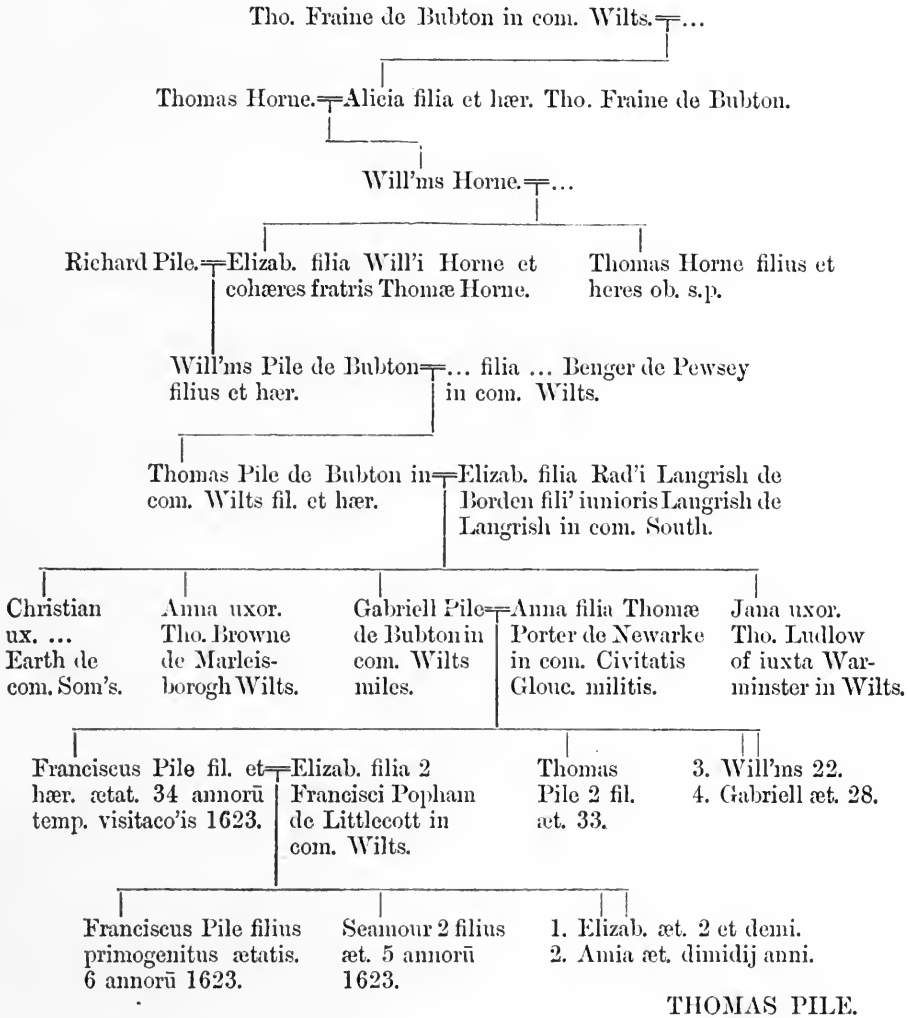 Tho. Fraine de Bubton in com. Wilts.=...
Thomas Horne.=Alicia filia et hær. Tho. Fraine de Bubton.
Will'ms Horne.=...
Richard Pile.=Elizab. filia Will'i Horne et
cohæres fratris Thomæ Horne.
Thomas Horne filius et
heres ob. s.p.
Will'ms Pile de Bubton=... filia ... Benger de Pewsey
filius et hær.
in com. Wilts.
Thomas Pile de Bubton in=Elizab. filia Rad'i Langrish de
com. Wilts fil. et hær.
Borden fili' iunioris Langrish de
Langrish in com. South.
Christian
ux. ...
Earth de
com. Som's.
Anna uxor.
Tho. Browne
de Marleis-
borogh Wilts.
Gabriell Pile=Anna filia Thomæ
de Bubton in
com. Wilts
miles.
Porter de Newarke
in com. Civitatis
Glouc. militis.
Jana uxor.
Tho. Ludlow
of iuxta War-
minster in Wilts.
Franciscus Pile fil. et=Elizab. filia 2
hær. ætat. 34 annorū
temp. visitaco'is 1623.
Francisci Popham
de Littlecott in
com. Wilts.
Thomas
Pile 2 fil.
æt. 33.
3. Will'ms 22.
4. Gabriell æt. 28.
Franciscus Pile filius
primogenitus ætatis.
6 annorū 1623.
Seamour 2 filius
æt. 5 annorū
1623.
1. Elizab. æt. 2 et demi.
2. Amia æt. dimidij anni.
THOMAS PILE.